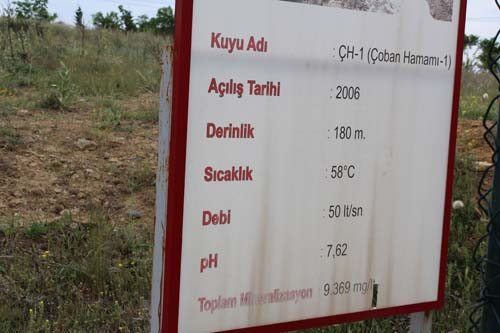 Kuyu Adı : ÇH-1 (Çoban Hamamı-1)
Açılış Tarihi : 2006
Derinlik : 180 m.
Sıcaklık : 58°C
Debi : 50 lt/sn
pH : 7,62
Toplam Mineralizasyon : 9.369 mg/l